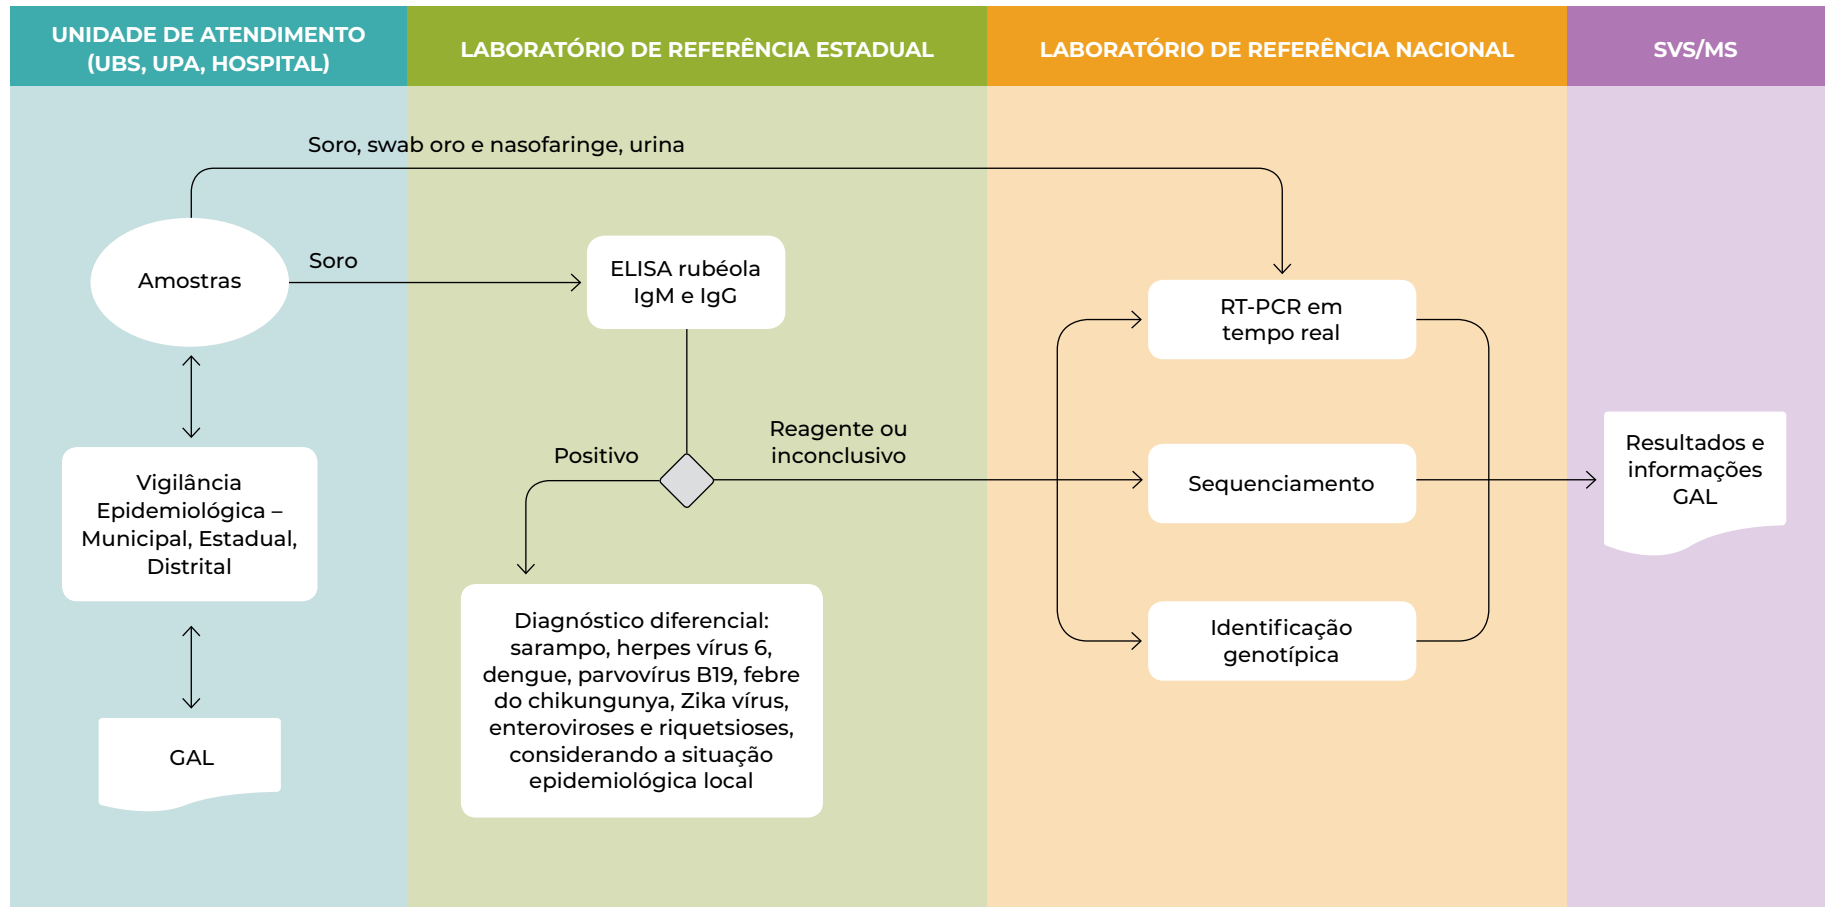 UNIDADE DE ATENDIMENTO
(UBS, UPA, HOSPITAL)
LABORATÓRIO DE REFERÊNCIA ESTADUAL
LABORATÓRIO DE REFERÊNCIA NACIONAL
SVS/MS
Soro, swab oro e nasofaringe, urina
Amostras
Soro
ELISA rubéola
IgM e IgG
RT-PCR em
tempo real
Positivo
Reagente ou
inconclusivo
Vigilância
Epidemiológica –
Municipal, Estadual,
Distrital
Sequenciamento
Resultados e
informações
GAL
Diagnóstico diferencial:
sarampo, herpes vírus 6,
dengue, parvovírus B19, febre
do chikungunya, Zika vírus,
enteroviroses e riquetsioses,
considerando a situação
epidemiológica local
Identificação
genotípica
GAL